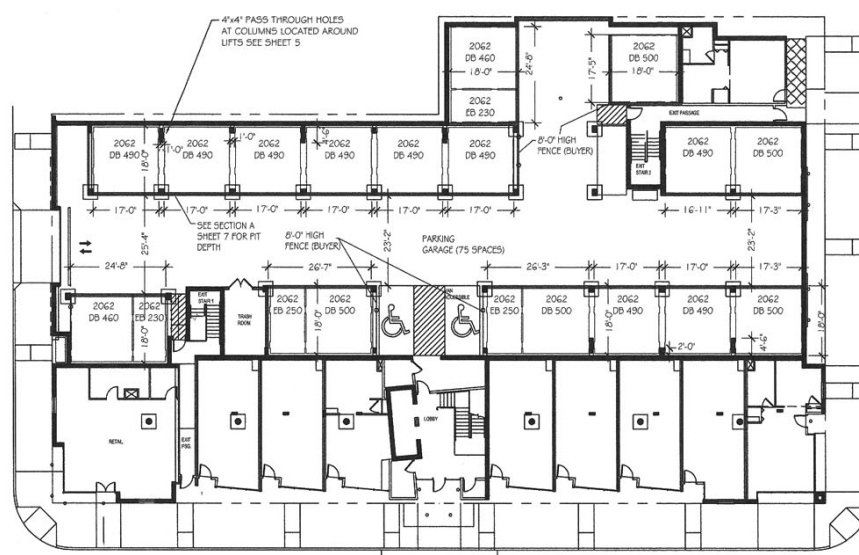 4"x4" PASS THROUGH HOLES
AT COLUMNS LOCATED AROUND
LIFTS SEE SHEET 5
2062
DB 460
18'-0"
2062
EB 230
24'-8"
17'-5"
2062
DB 500
18'-0"
EXIT PASSAGE
8'-0" HIGH
FENCE (BUYER)
EXIT
STAIR 2
2062
DB 490
18'-0"
1'-0"
2062
DB 490
1'-0"
2062
DB 490
2062
DB 490
2062
DB 490
2062
DB 490
2062
DB 490
2062
DB 500
17'-0"
17'-0"
17'-0"
17'-0"
17'-0"
17'-0"
16'-11"
17'-3"
SEE SECTION A
SHEET 7 FOR PIT
DEPTH
8'-0" HIGH
FENCE (BUYER)
PARKING
GARAGE (75 SPACES)
25'-4"
23'-2"
23'-2"
24'-8"
26'-7"
26'-3"
17'-0"
17'-0"
17'-3"
2062
DB 460
2062
EB 230
18'-0"
EXIT
STAIR 1
TRASH
ROOM
2062
EB 250
18'-0"
2062
DB 500
2062
EB 250
2062
DB 500
18'-0"
2062
DB 490
2062
DB 490
2062
DB 500
18'-0"
2'-0"
4'-6"
RETAIL
EXIT
PSG.
LOBBY